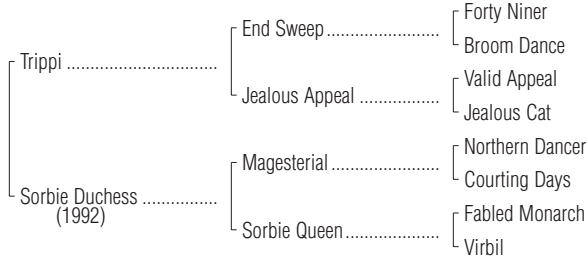 Forty Niner
End Sweep ........................
Broom Dance
Trippi ................................
Valid Appeal
Jealous Appeal .................
Jealous Cat
Northern Dancer
Magesterial .......................
Courting Days
Sorbie Duchess ................
(1992)
Fabled Monarch
Sorbie Queen ....................
Virbil